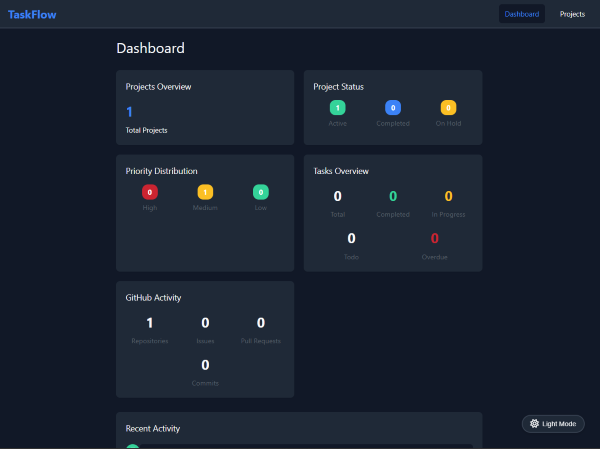 TaskFlow
Dashboard Projects
Dashboard
Projects Overview
1
Total Projects
Project Status
1 0 0
Active Completed On Hold
Priority Distribution
0 1 0
High Medium Low
Tasks Overview
0 0 0
Total Completed In Progress
0 0
Todo Overdue
GitHub Activity
1 0 0
Repositories Issues Pull Requests
0
Commits
Recent Activity
Light Mode